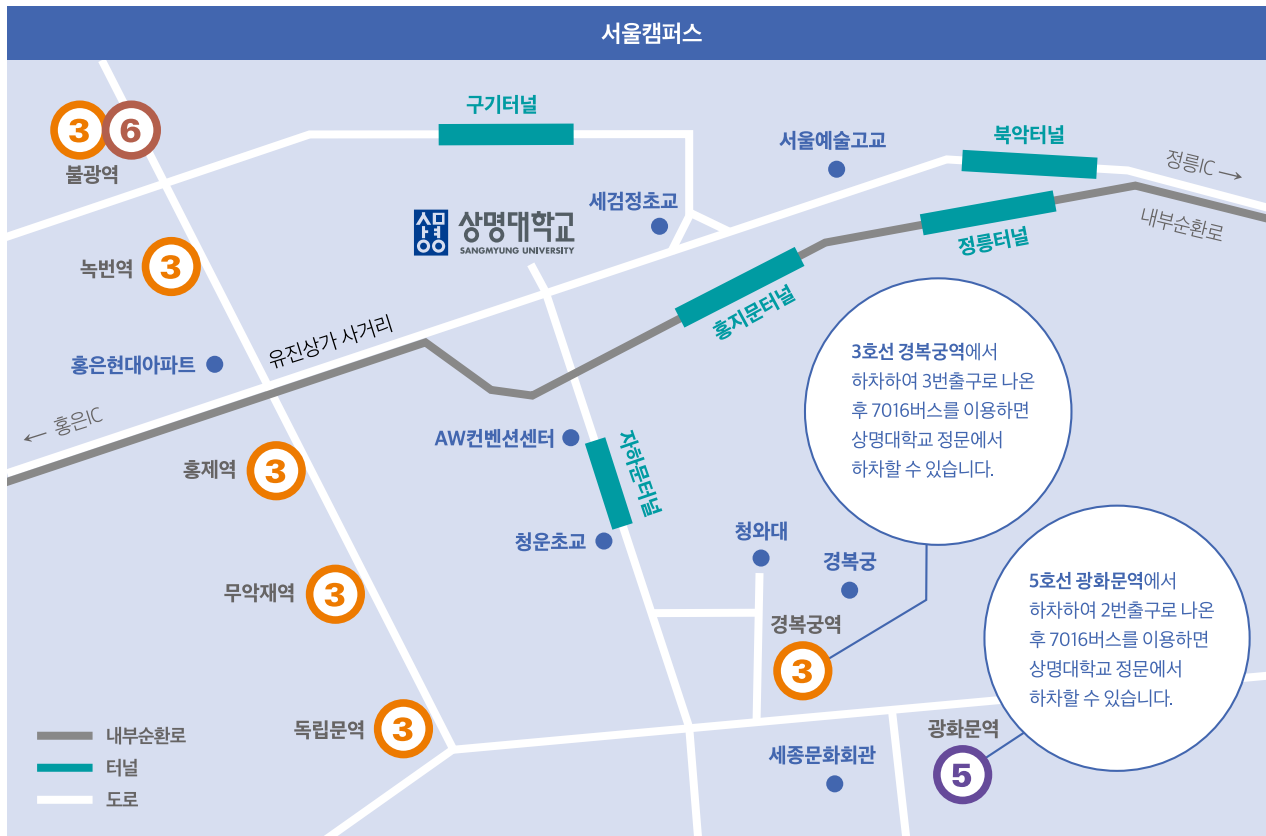 서울캠퍼스
구기터널
3 6
불광역
서울예술고교
북악터널
정릉IC →
세검정초교
상명
상명대학교
SANGMYUNG UNIVERSITY
내부순환로
정릉터널
녹번역
3
홍지문터널
유진상가 사거리
홍은현대아파트
3호선 경복궁역에서
하차하여 3번출구로 나온
후 7016버스를 이용하면
상명대학교 정문에서
하차할 수 있습니다.
← 홍은IC
AW컨벤션센터
자하문터널
홍제역
3
청운초교
청와대
경복궁
무악재역
3
경복궁역
3
5호선 광화문역에서
하차하여 2번출구로 나온
후 7016버스를 이용하면
상명대학교 정문에서
하차할 수 있습니다.
독립문역
3
세종문화회관
광화문역
5
내부순환로
터널
도로